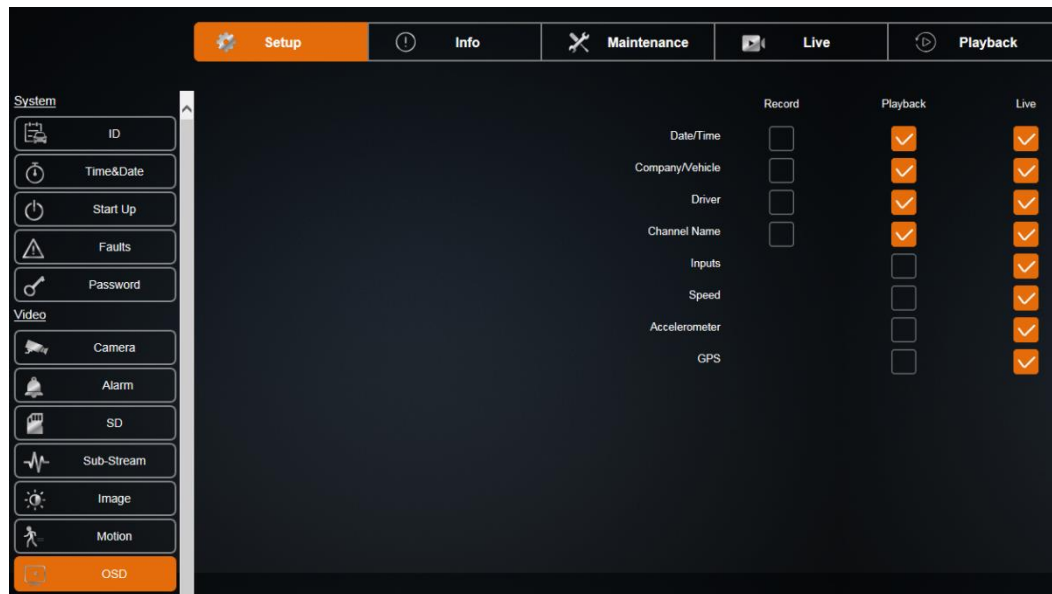 Setup
Info
Maintenance
Live
Playback
System
ID
Time&Date
Start Up
Faults
Password
Video
Camera
Alarm
SD
Sub-Stream
Image
Motion
OSD
Record Playback Live
Date/Time
Company/Vehicle
Driver
Channel Name
Inputs
Speed
Accelerometer
GPS